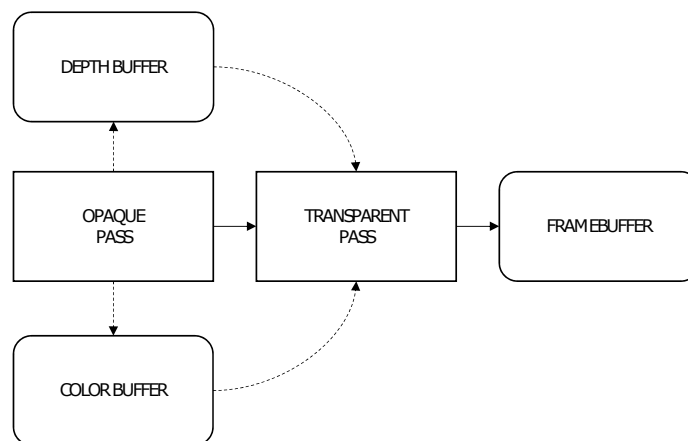 DEPTH BUFFER
OPAQUE
PASS
TRANSPARENT
PASS
FRAMEBUFFER
COLOR BUFFER